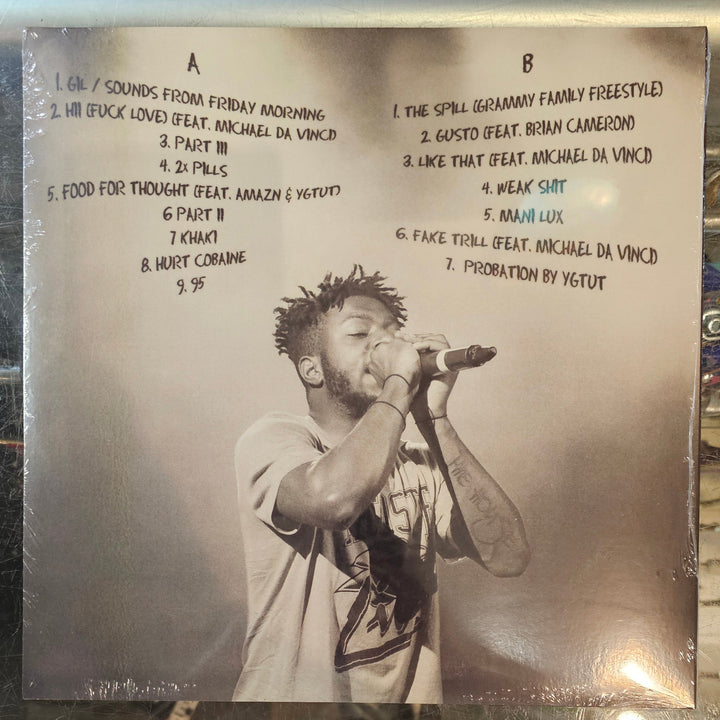 A
1. GIL / SOUNDS FROM FRIDAY MORNING
2. HII (FUCK LOVE) (FEAT. MICHAEL DA VINCI)
3. PART III
4. 2X PILLS
5. FOOD FOR THOUGHT (FEAT. AMAZN & YGTUT)
6 PART II
7 KHAKI
8. HURT COBAINE
9. 95
B
1. THE SPILL (GRAMMY FAMILY FREESTYLE)
2. GUSTO (FEAT. BRIAN CAMERON)
3. LIKE THAT (FEAT. MICHAEL DA VINCI)
4. WEAK SHIT
5. MANI LUX
6. FAKE TRILL (FEAT. MICHAEL DA VINCI)
7. PROBATION BY YGTUT